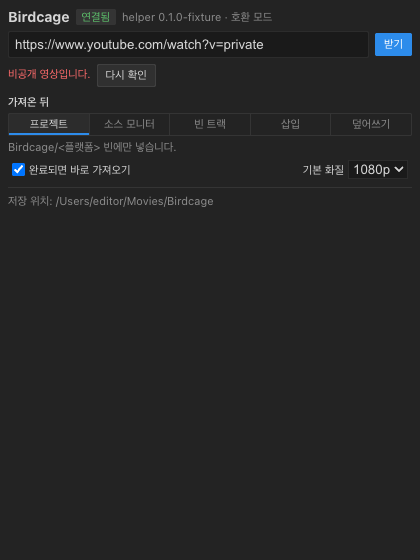 Birdcage 연결됨 helper 0.1.0-fixture · 호환 모드
https://www.youtube.com/watch?v=private 받기
비공개 영상입니다. 다시 확인
가져온 뒤
프로젝트 소스 모니터 빈 트랙 삽입 덮어쓰기
Birdcage/<플랫폼> 빈에만 넣습니다.
완료되면 바로 가져오기 기본 화질 1080p
저장 위치: /Users/editor/Movies/Birdcage